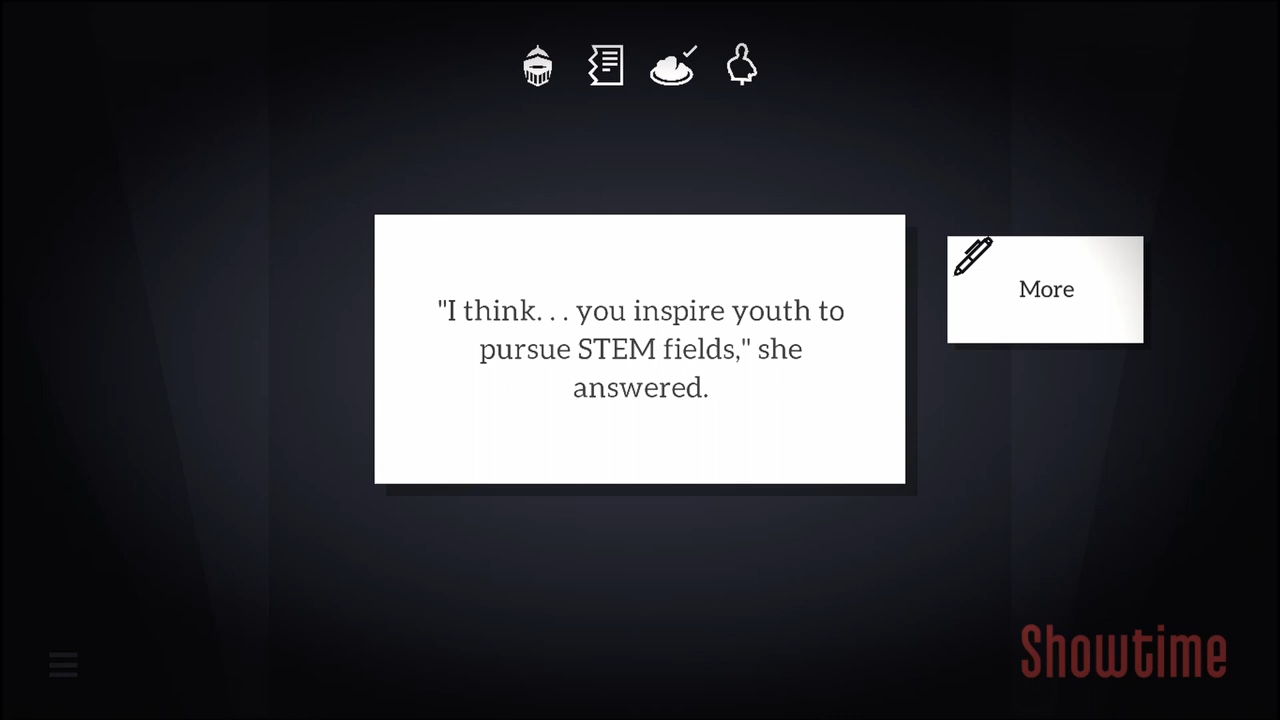 "I think. . . you inspire youth to
pursue STEM fields," she
answered.
More
Showtime